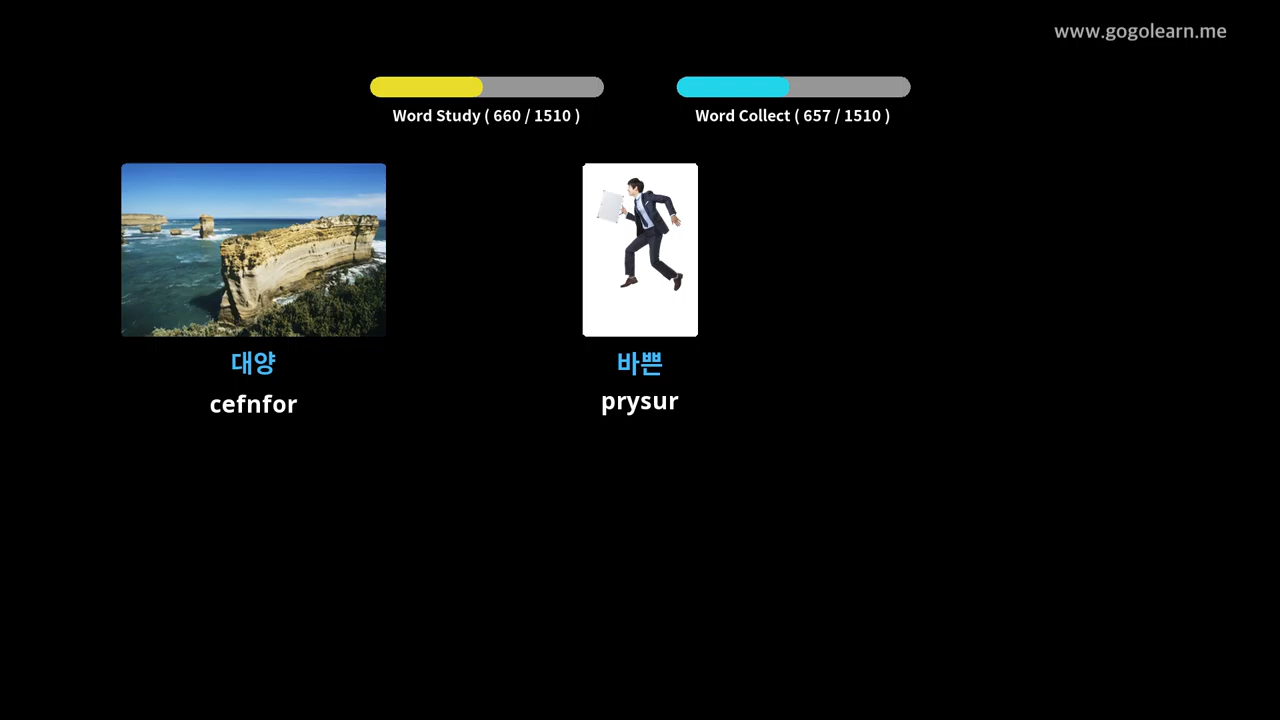 www.gogolearn.me
Word Study ( 660 / 1510 )
Word Collect ( 657 / 1510 )
대양
cefnfor
바쁜
prysur